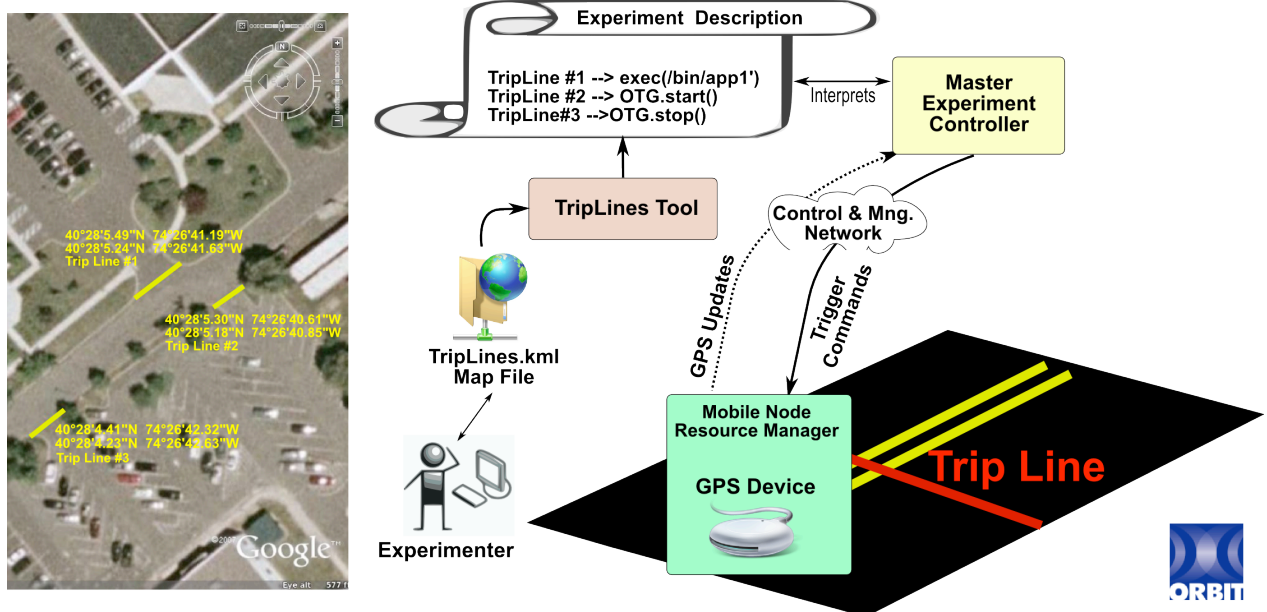 N
40°28'5.49"N 74°26'41.19"W
40°28'5.24"N 74°26'41.63"W
Trip Line #1
40°28'5.30"N 74°26'40.61"W
40°28'5.18"N 74°26'40.85"W
Trip Line #2
40°28'4.41"N 74°26'42.32"W
40°28'4.23"N 74°26'42.63"W
Trip Line #3
Google™
Eye alt 577 f
Experiment Description
TripLine #1 --> exec(/bin/app1')
TripLine #2 --> OTG.start()
TripLine#3 -->OTG.stop()
Interprets
Master
Experiment
Controller
TripLines Tool
Control & Mng.
Network
GPS Updates
Trigger
Commands
TripLines.kml
Map File
Experimenter
Mobile Node
Resource Manager
GPS Device
Trip Line
ORBIT